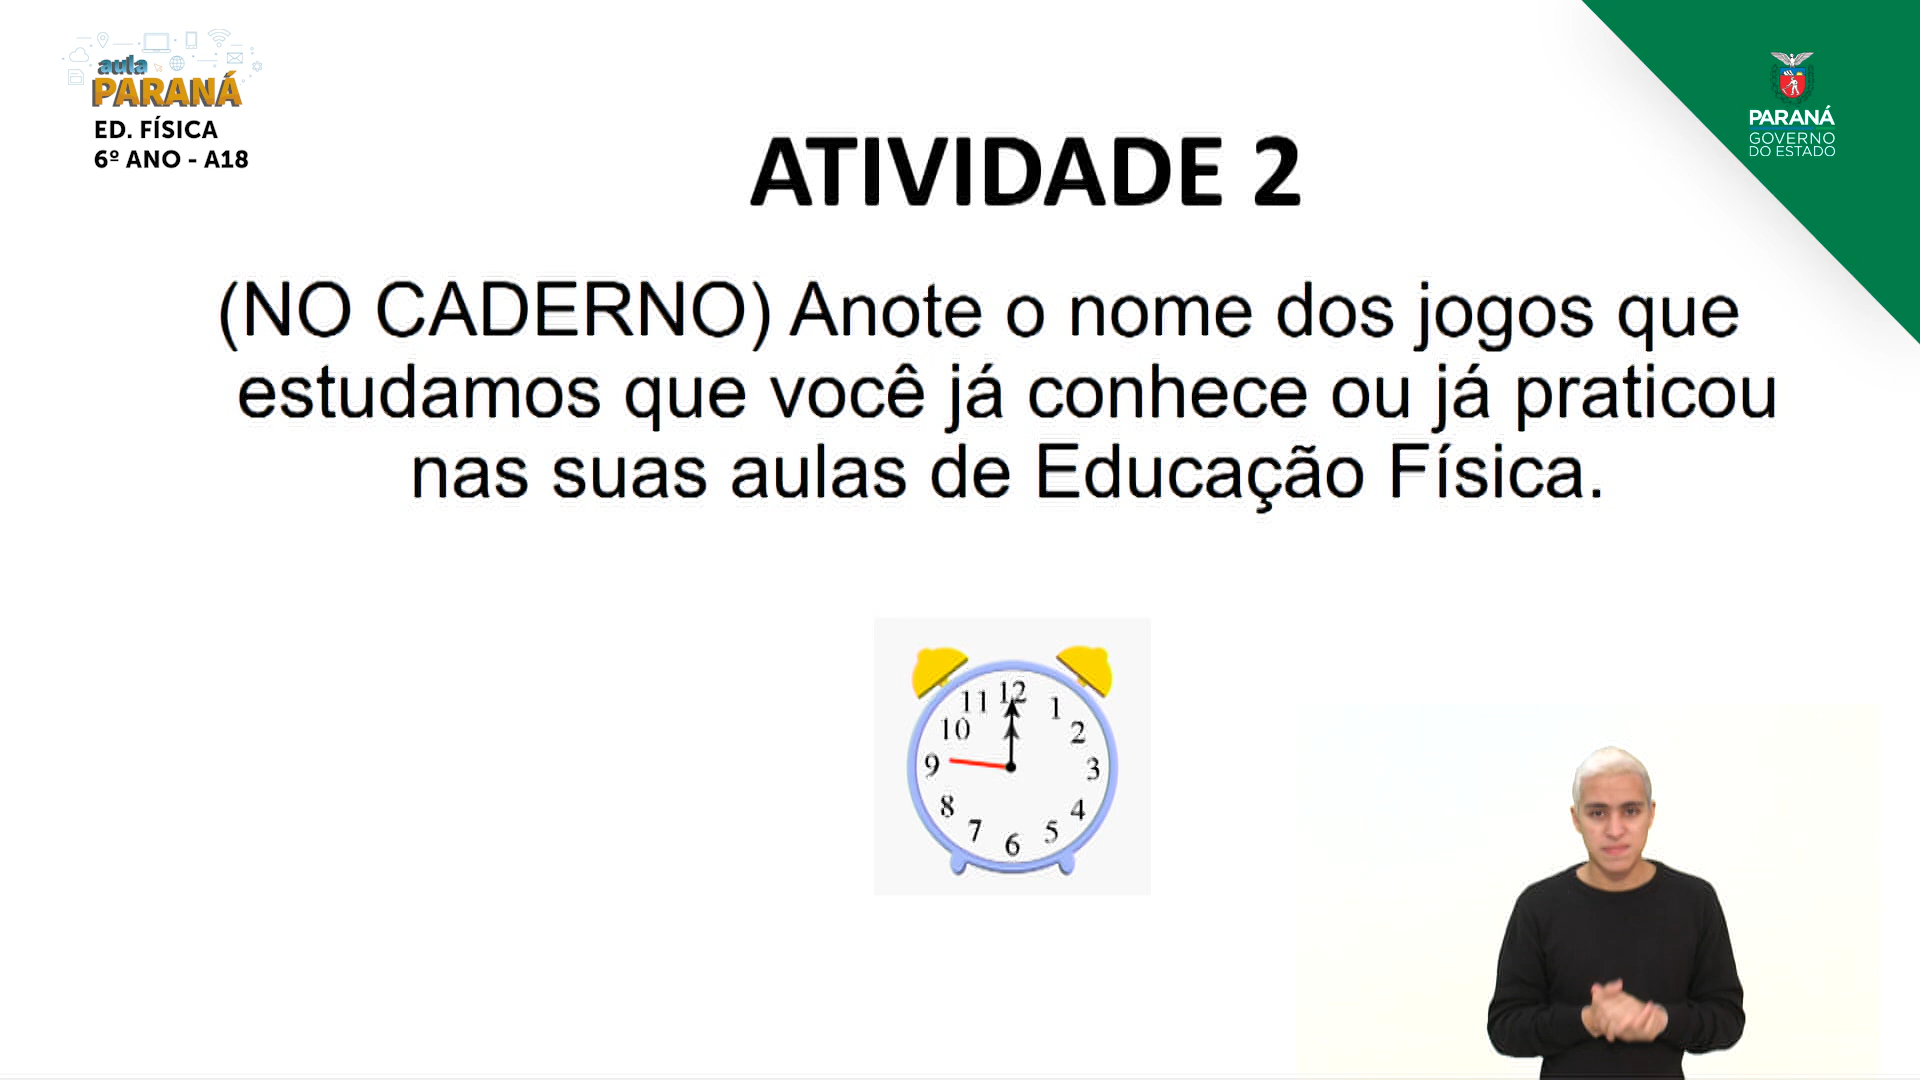 aula
PARANÁ
ED. FÍSICA
6º ANO - A18
PARANÁ
GOVERNO
DO ESTADO
ATIVIDADE 2
(NO CADERNO) Anote o nome dos jogos que
estudamos que você já conhece ou já praticou
nas suas aulas de Educação Física.
12
11
1
10
2
9
3
8
4
7
5
6